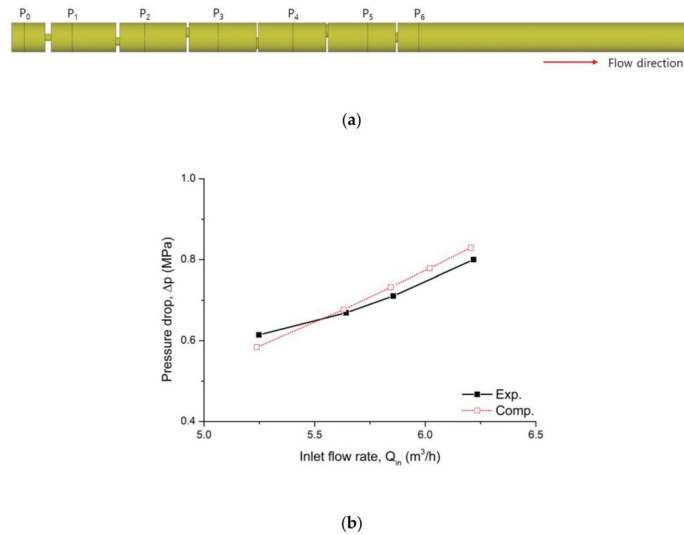 P₀ P₁ P₂ P₃ P₄ P₅ P₆
Flow direction
(a)
1.0
0.8
0.6
0.4
Pressure drop, Δp (MPa)
Exp.
Comp.
5.0 5.5 6.0 6.5
Inlet flow rate, Qᵢₙ (m³/h)
(b)